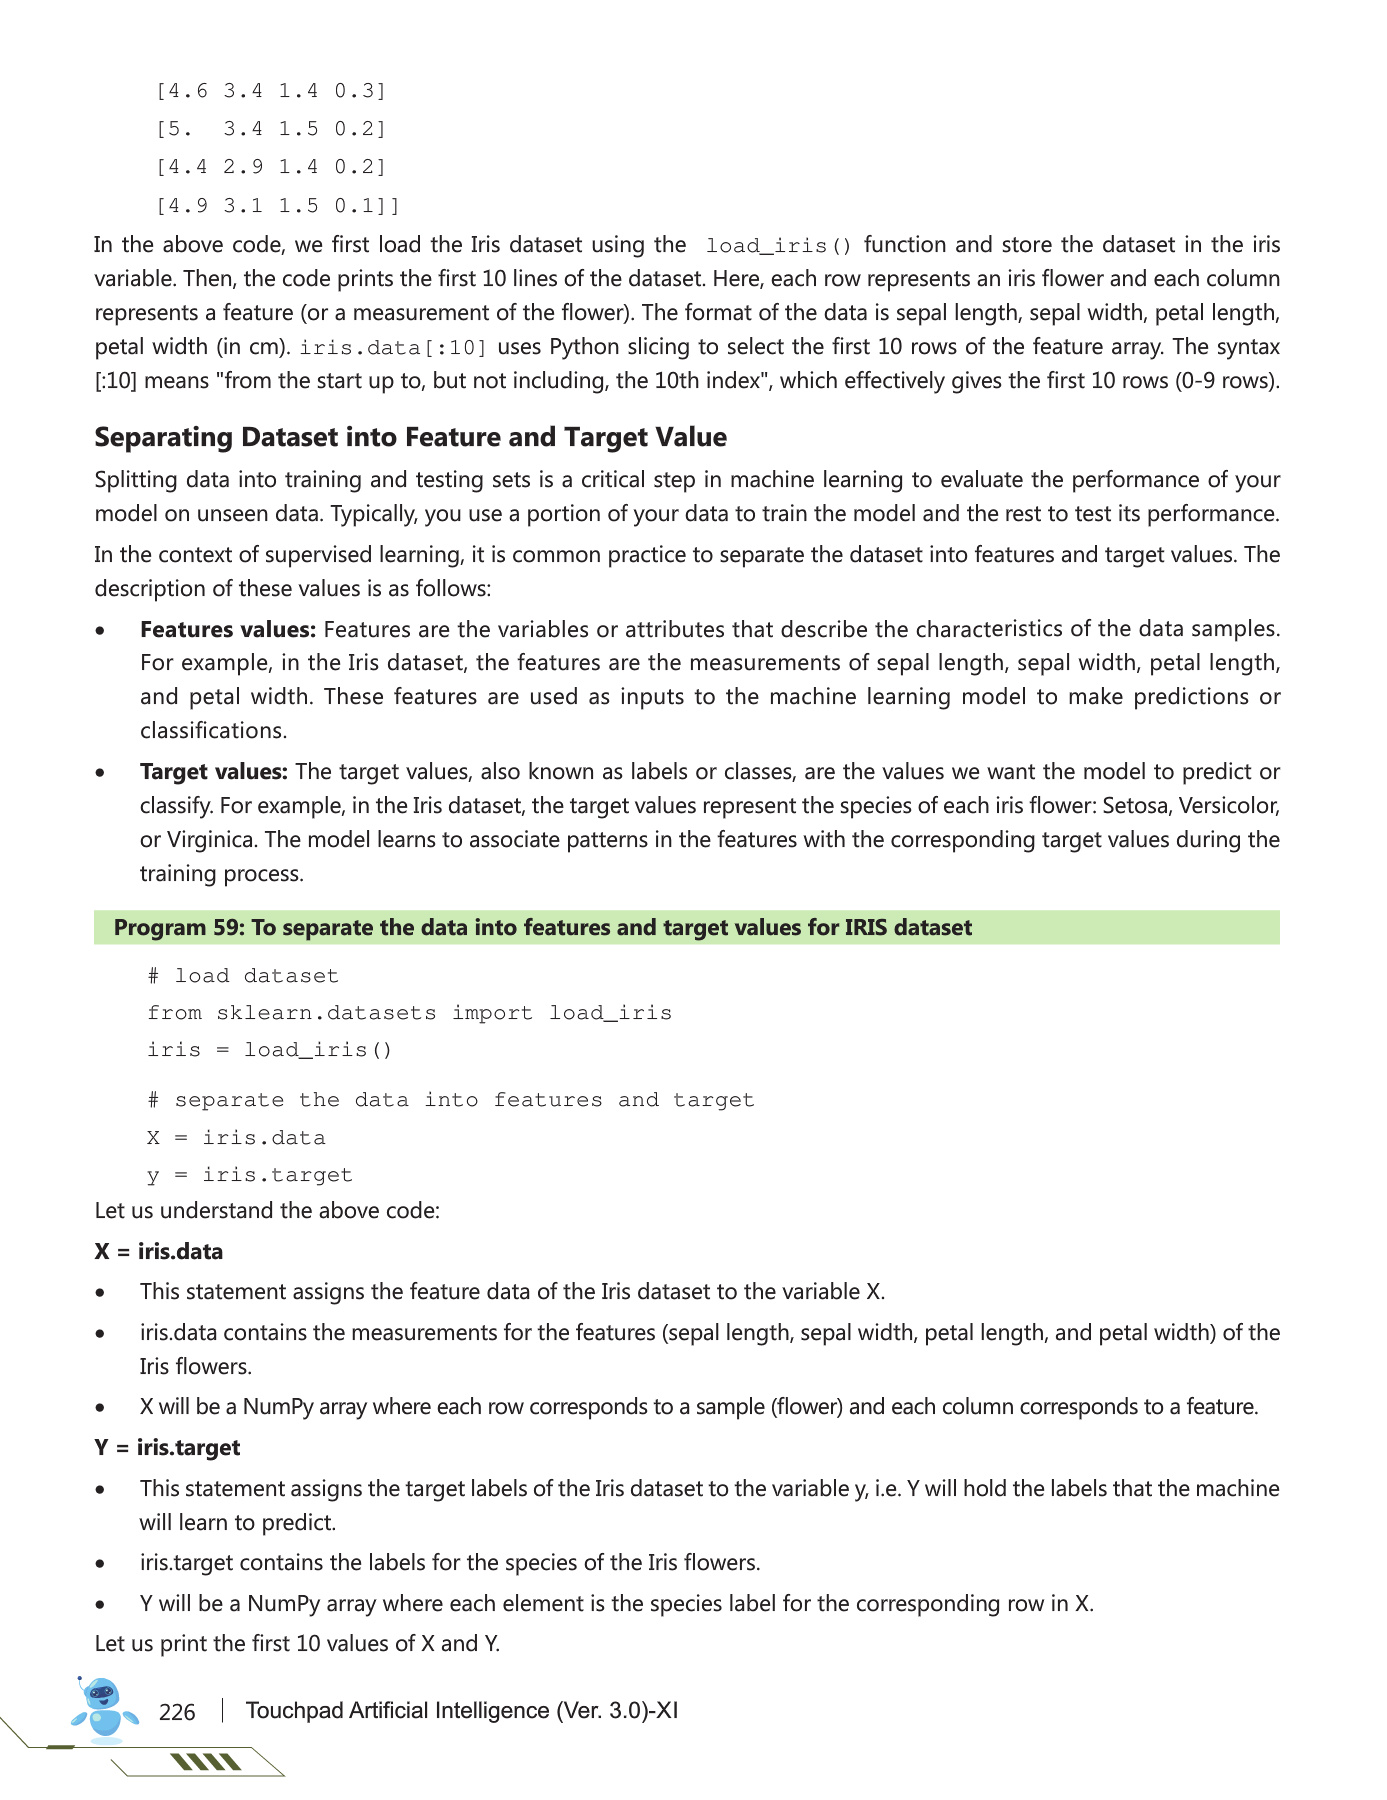 [4.6 3.4 1.4 0.3]
[5.  3.4 1.5 0.2]
[4.4 2.9 1.4 0.2]
[4.9 3.1 1.5 0.1]]
In the above code, we first load the Iris dataset using the load_iris() function and store the dataset in the iris
variable. Then, the code prints the first 10 lines of the dataset. Here, each row represents an iris flower and each column
represents a feature (or a measurement of the flower). The format of the data is sepal length, sepal width, petal length,
petal width (in cm). iris.data[:10] uses Python slicing to select the first 10 rows of the feature array. The syntax
[:10] means "from the start up to, but not including, the 10th index", which effectively gives the first 10 rows (0-9 rows).
Separating Dataset into Feature and Target Value
Splitting data into training and testing sets is a critical step in machine learning to evaluate the performance of your
model on unseen data. Typically, you use a portion of your data to train the model and the rest to test its performance.
In the context of supervised learning, it is common practice to separate the dataset into features and target values. The
description of these values is as follows:
• Features values: Features are the variables or attributes that describe the characteristics of the data samples.
For example, in the Iris dataset, the features are the measurements of sepal length, sepal width, petal length,
and petal width. These features are used as inputs to the machine learning model to make predictions or
classifications.
• Target values: The target values, also known as labels or classes, are the values we want the model to predict or
classify. For example, in the Iris dataset, the target values represent the species of each iris flower: Setosa, Versicolor,
or Virginica. The model learns to associate patterns in the features with the corresponding target values during the
training process.
Program 59: To separate the data into features and target values for IRIS dataset
# load dataset
from sklearn.datasets import load_iris
iris = load_iris()
# separate the data into features and target
X = iris.data
y = iris.target
Let us understand the above code:
X = iris.data
• This statement assigns the feature data of the Iris dataset to the variable X.
• iris.data contains the measurements for the features (sepal length, sepal width, petal length, and petal width) of the
Iris flowers.
• X will be a NumPy array where each row corresponds to a sample (flower) and each column corresponds to a feature.
Y = iris.target
• This statement assigns the target labels of the Iris dataset to the variable y, i.e. Y will hold the labels that the machine
will learn to predict.
• iris.target contains the labels for the species of the Iris flowers.
• Y will be a NumPy array where each element is the species label for the corresponding row in X.
Let us print the first 10 values of X and Y.
226 | Touchpad Artificial Intelligence (Ver. 3.0)-XI